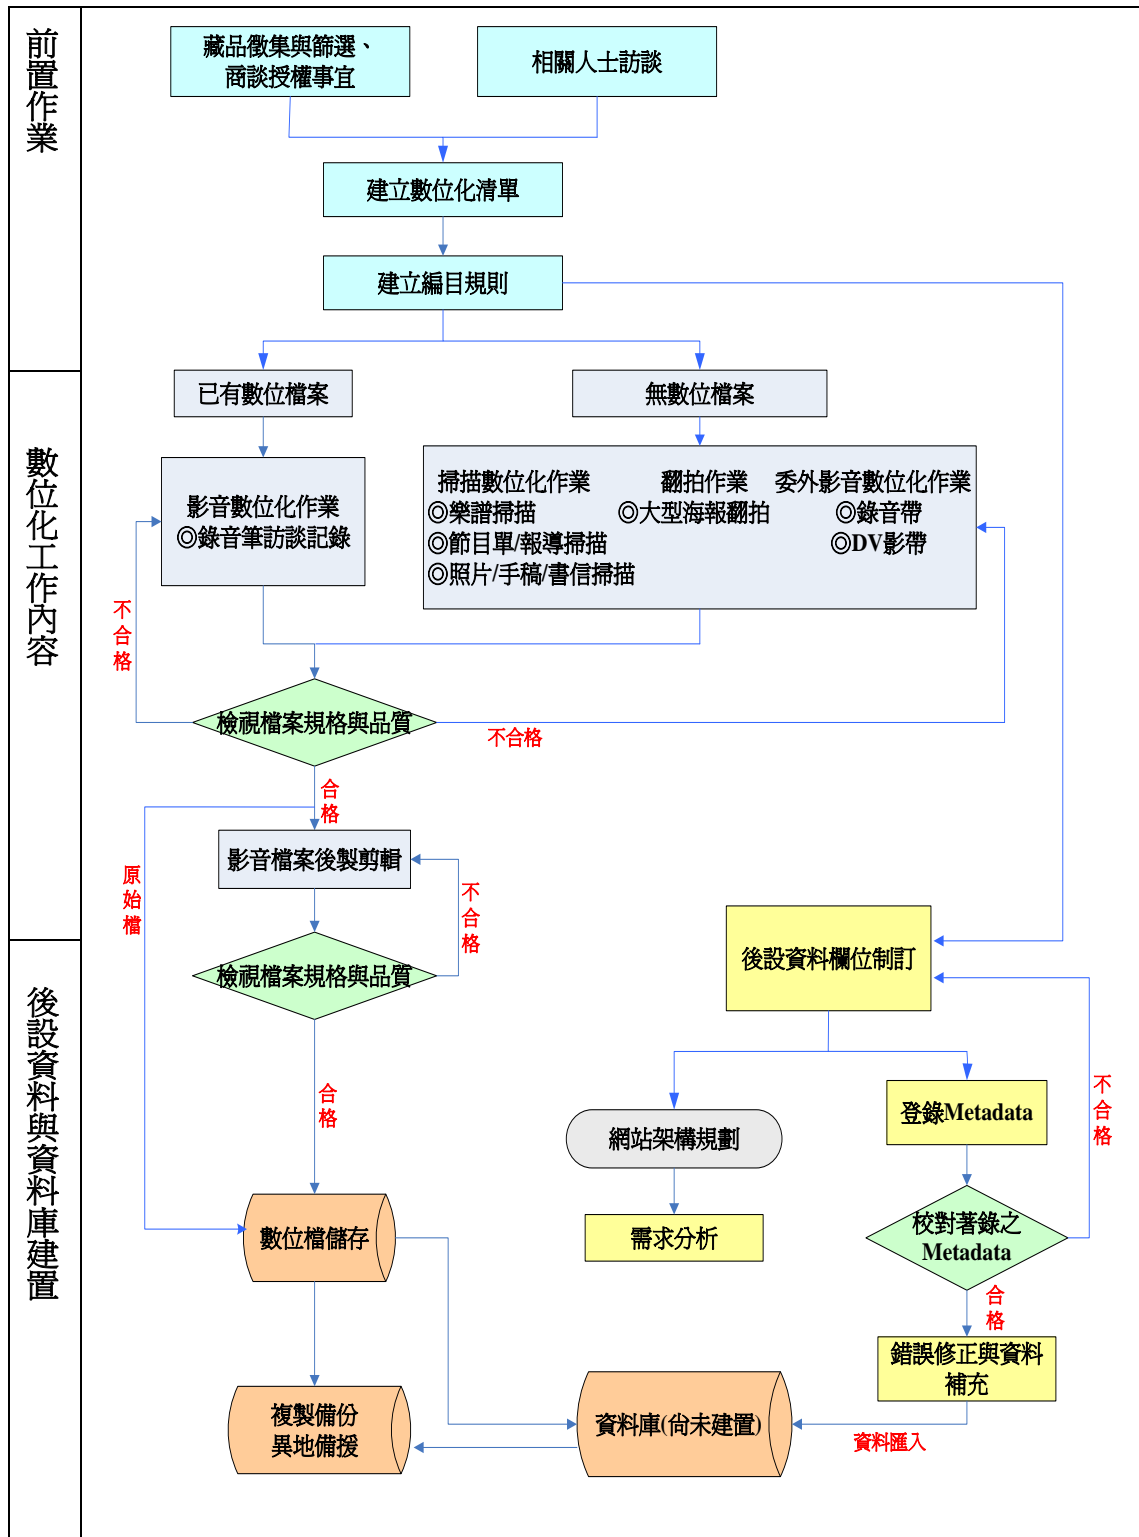 前置作業
藏品徵集與篩選、
商談授權事宜
相關人士訪談
建立數位化清單
建立編目規則
數位化工作內容
已有數位檔案
無數位檔案
影音數位化作業
◎錄音筆訪談記錄
掃描數位化作業
◎樂譜掃描
◎節目單/報導掃描
◎照片/手稿/書信掃描
翻拍作業
◎大型海報翻拍
委外影音數位化作業
◎錄音帶
◎DV影帶
不合格
檢視檔案規格與品質
不合格
合格
原始檔
影音檔案後製剪輯
不合格
檢視檔案規格與品質
合格
後設資料與資料庫建置
後設資料欄位制訂
網站架構規劃
需求分析
登錄Metadata
不合格
校對著錄之
Metadata
合格
錯誤修正與資料
補充
數位檔儲存
複製備份
異地備援
資料庫(尚未建置)
資料匯入